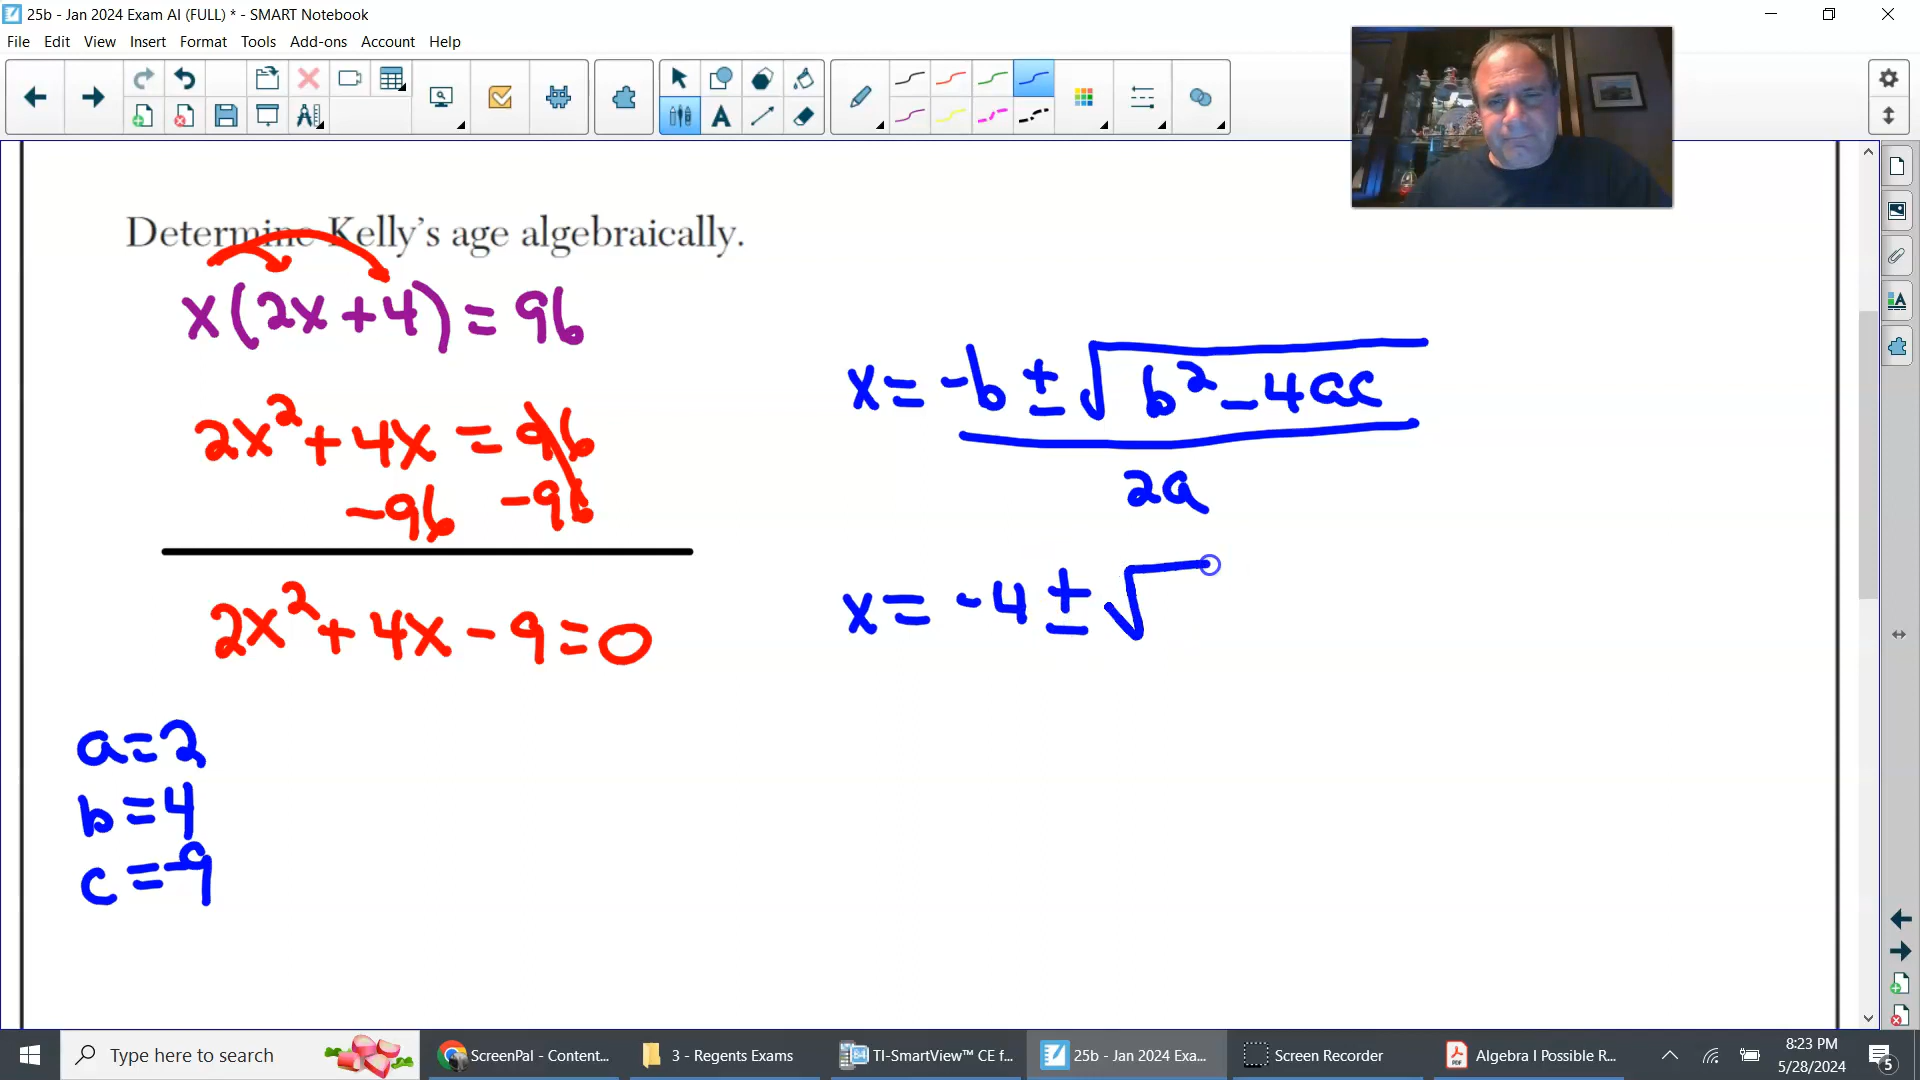 25b - Jan 2024 Exam AI (FULL) * - SMART Notebook
File Edit View Insert Format Tools Add-ons Account Help
Determine Kelly's age algebraically.
x(2x+4)=96
2x²+4x=96
-96 -96
2x²+4x-9=0
a=2
b=4
c=-9
x=-b±√b²-4ac
2a
x=-4±√
Type here to search
ScreenPal - Content...
3 - Regents Exams
84
TI-SmartView™ CE f...
25b - Jan 2024 Exa...
Screen Recorder
Algebra I Possible R...
8:23 PM
5/28/2024
5